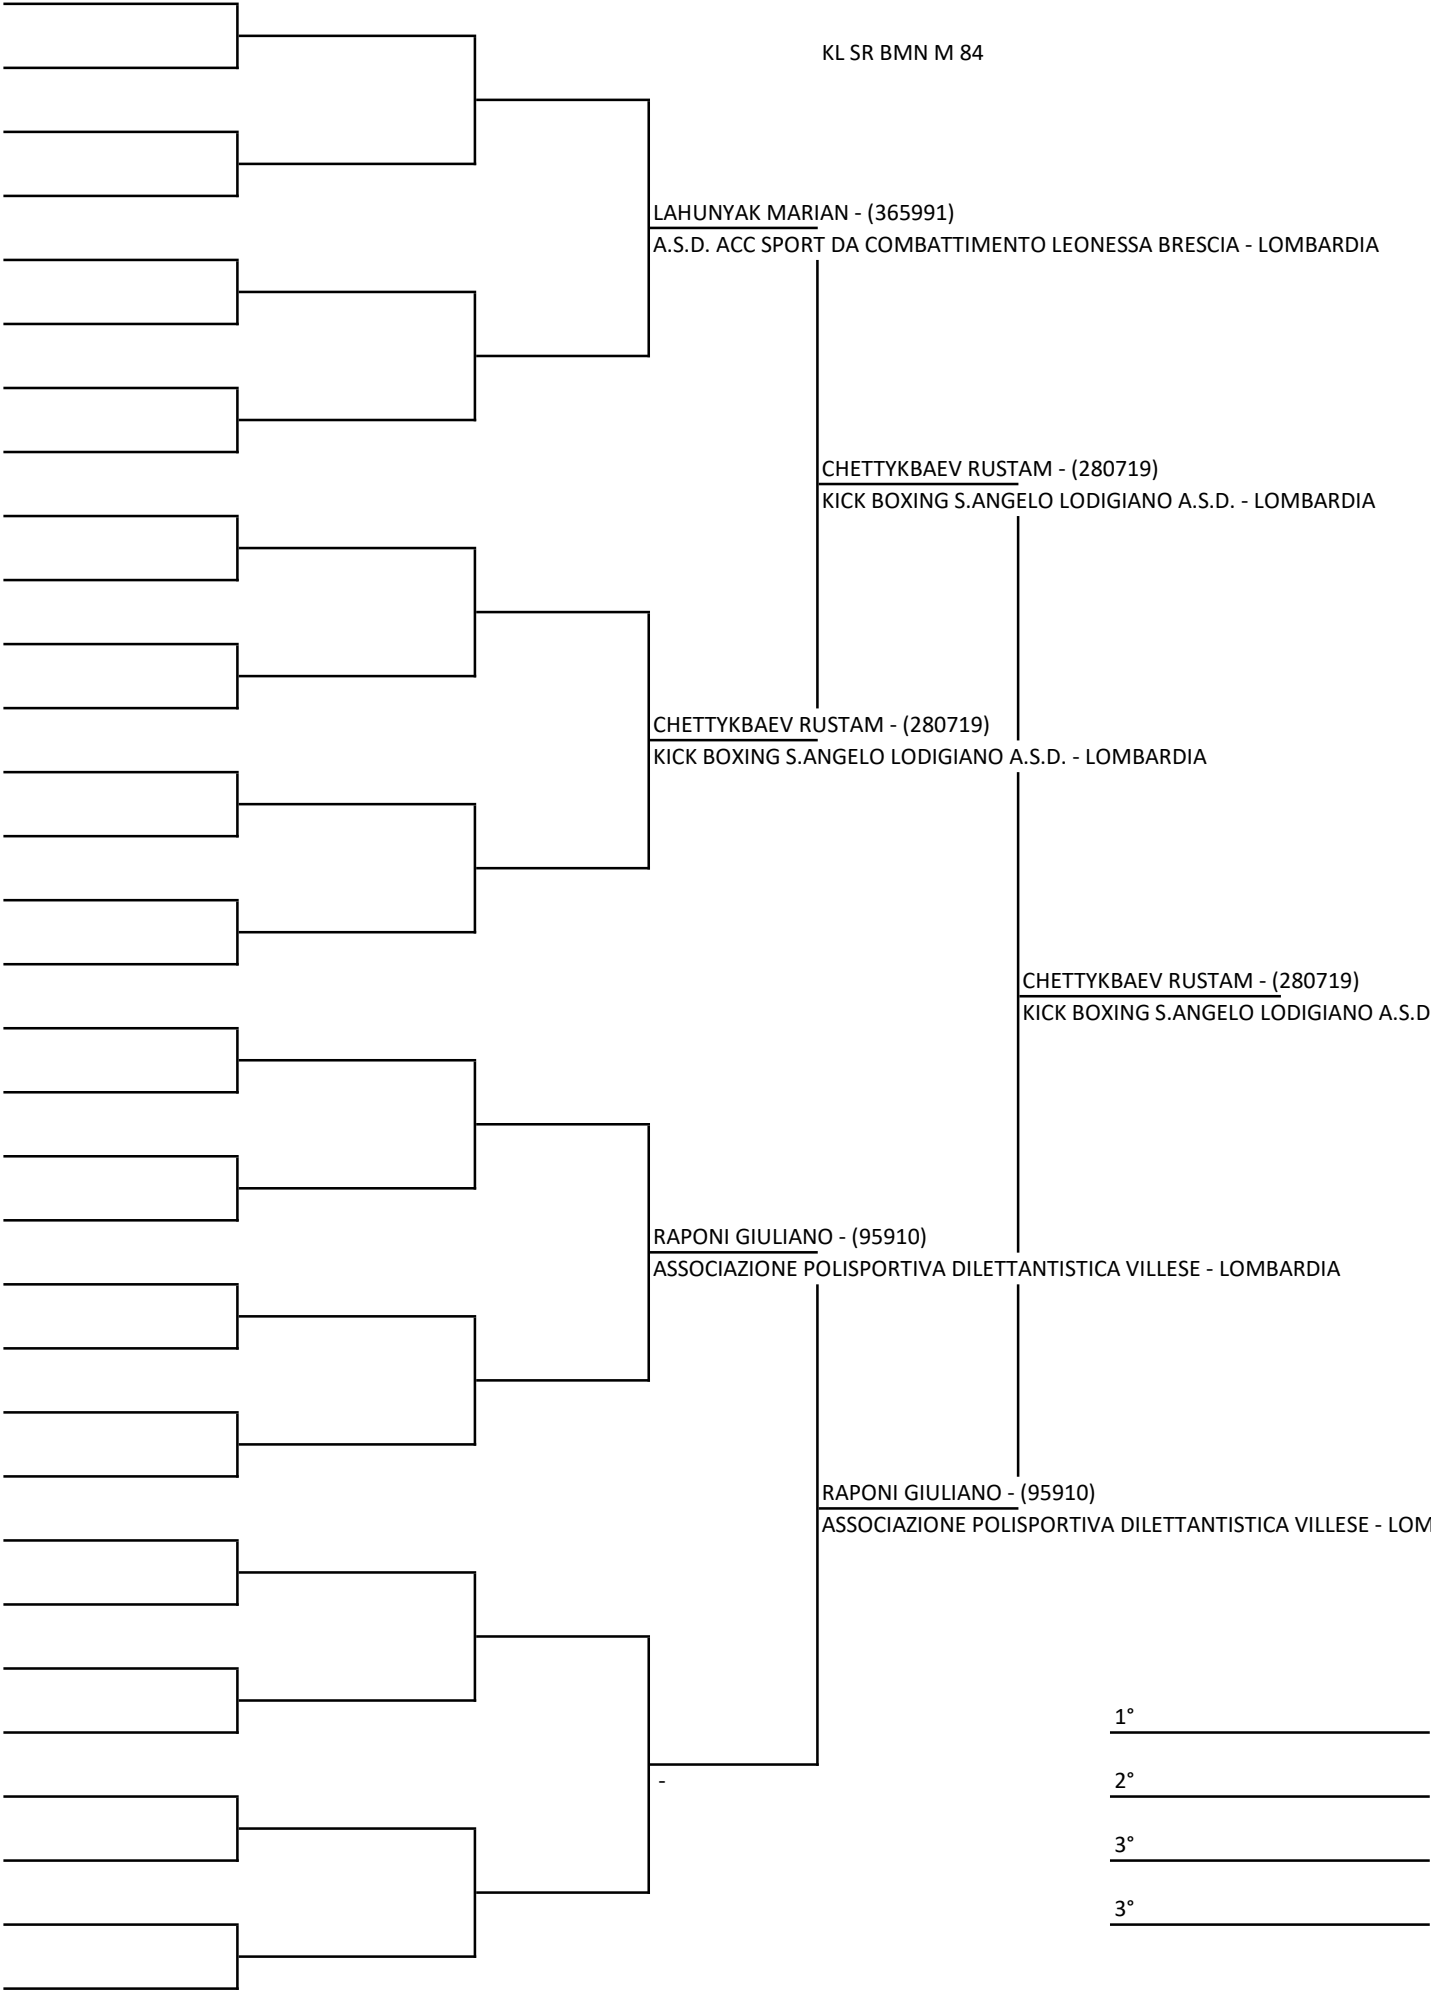 KL SR BMN M 84
LAHUNYAK MARIAN - (365991)
A.S.D. ACC SPORT DA COMBATTIMENTO LEONESSA BRESCIA - LOMBARDIA
CHETTYKBAEV RUSTAM - (280719)
KICK BOXING S.ANGELO LODIGIANO A.S.D. - LOMBARDIA
CHETTYKBAEV RUSTAM - (280719)
KICK BOXING S.ANGELO LODIGIANO A.S.D. - LOMBARDIA
CHETTYKBAEV RUSTAM - (280719)
KICK BOXING S.ANGELO LODIGIANO A.S.D
RAPONI GIULIANO - (95910)
ASSOCIAZIONE POLISPORTIVA DILETTANTISTICA VILLESE - LOMBARDIA
RAPONI GIULIANO - (95910)
ASSOCIAZIONE POLISPORTIVA DILETTANTISTICA VILLESE - LOM
1°
-
2°
3°
3°